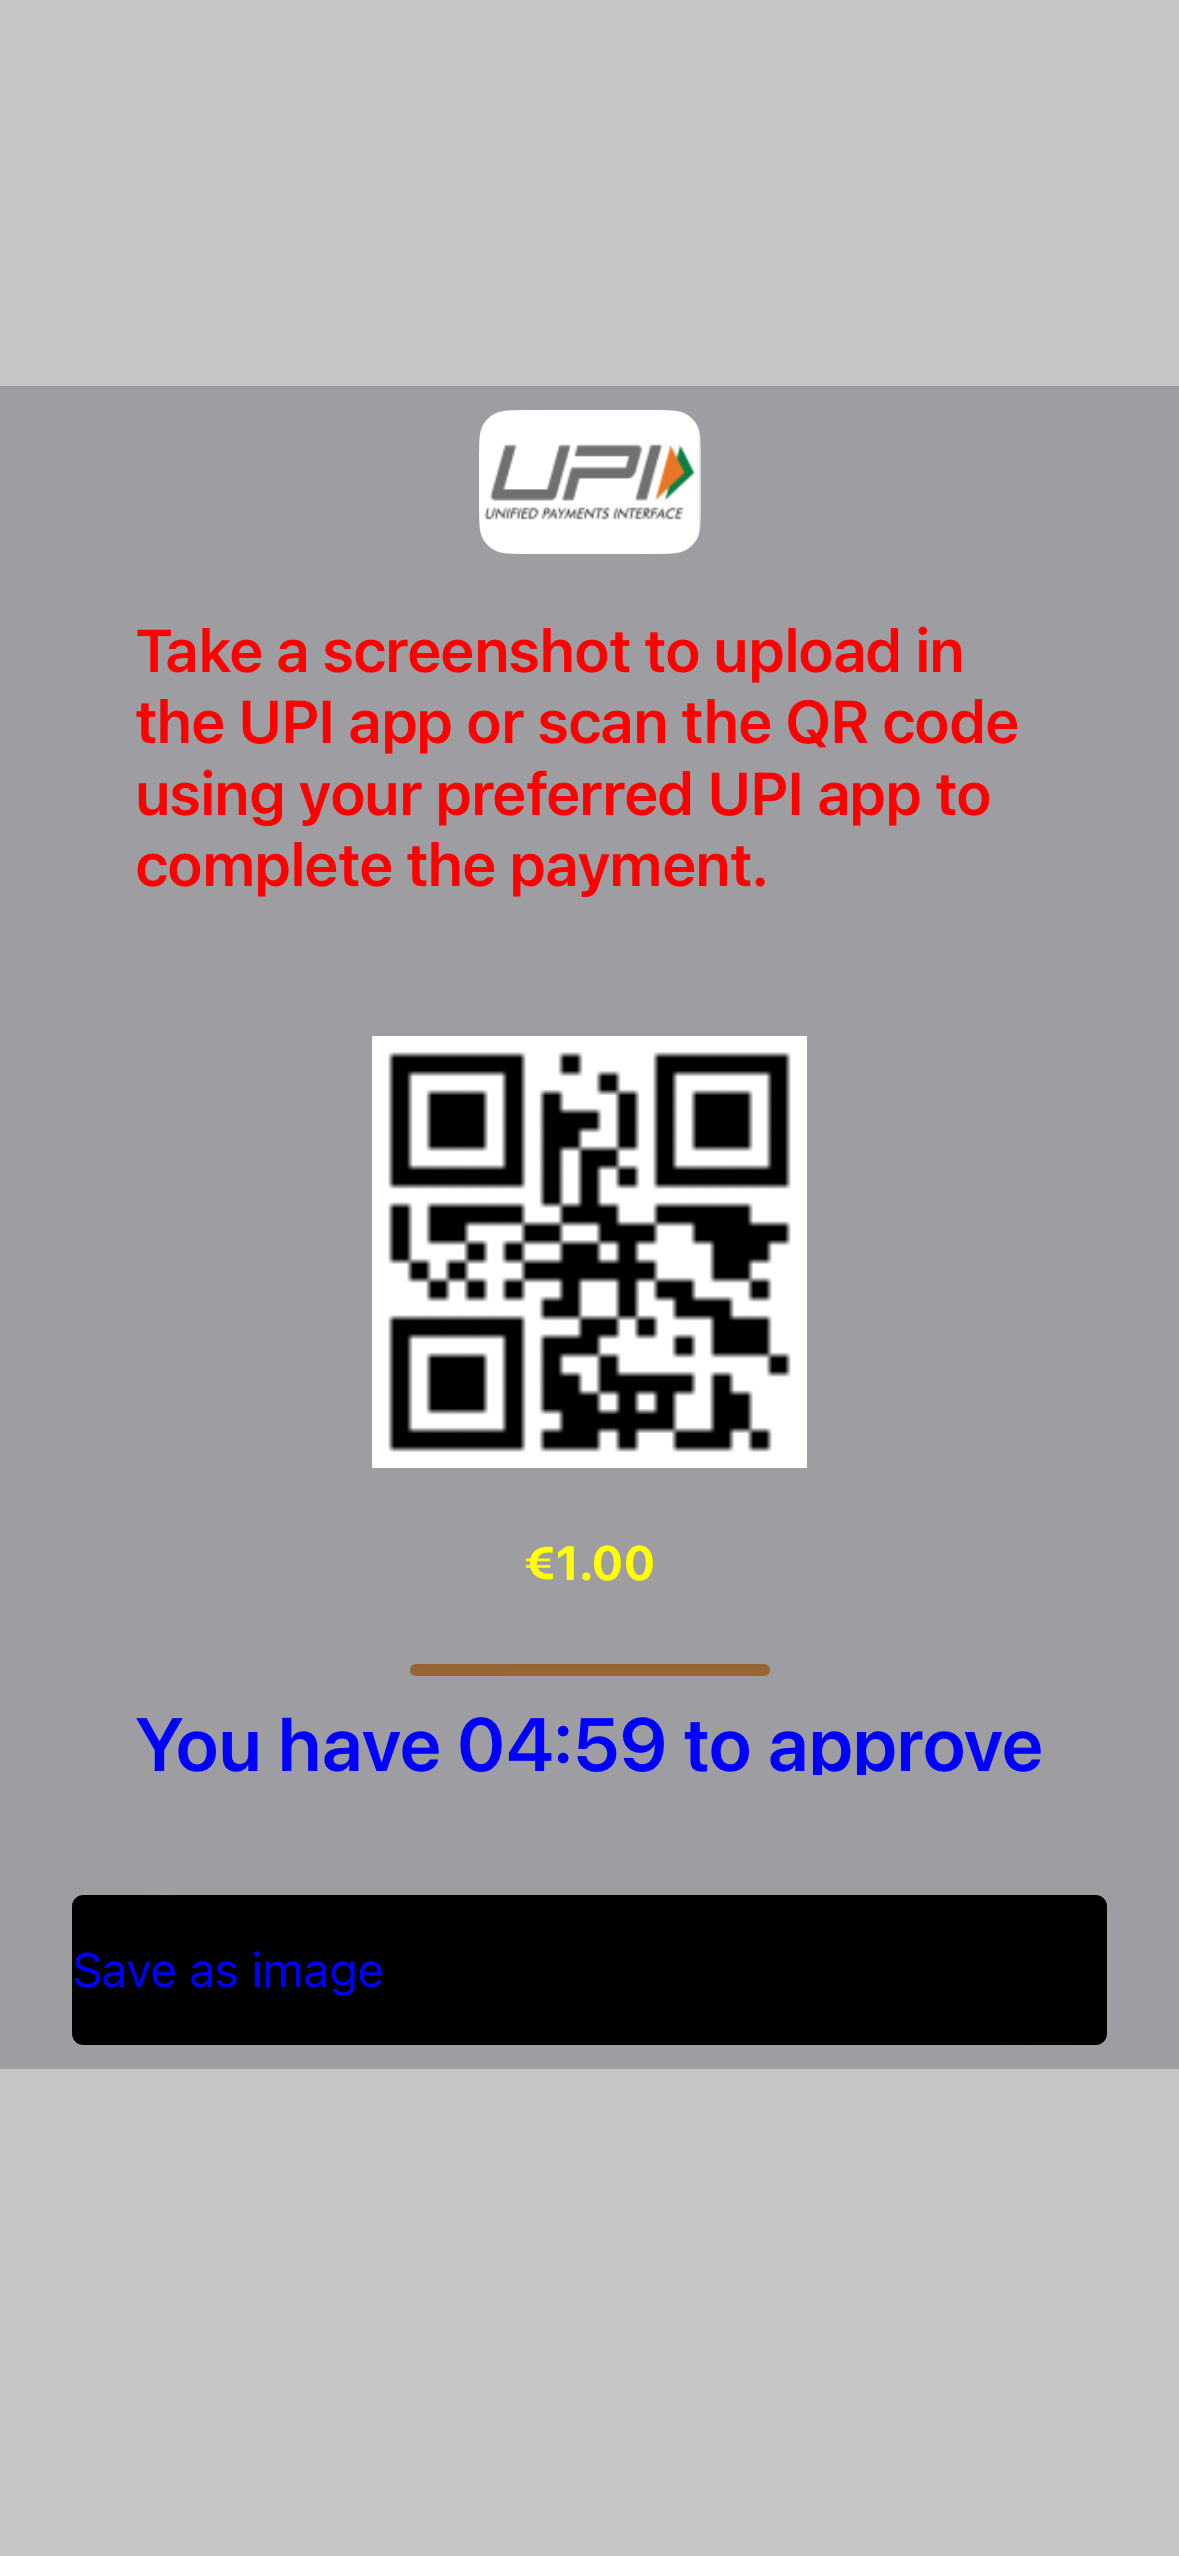 UPI
UNIFIED PAYMENTS INTERFACE
Take a screenshot to upload in
the UPI app or scan the QR code
using your preferred UPI app to
complete the payment.
€1.00
You have 04:59 to approve
Save as image